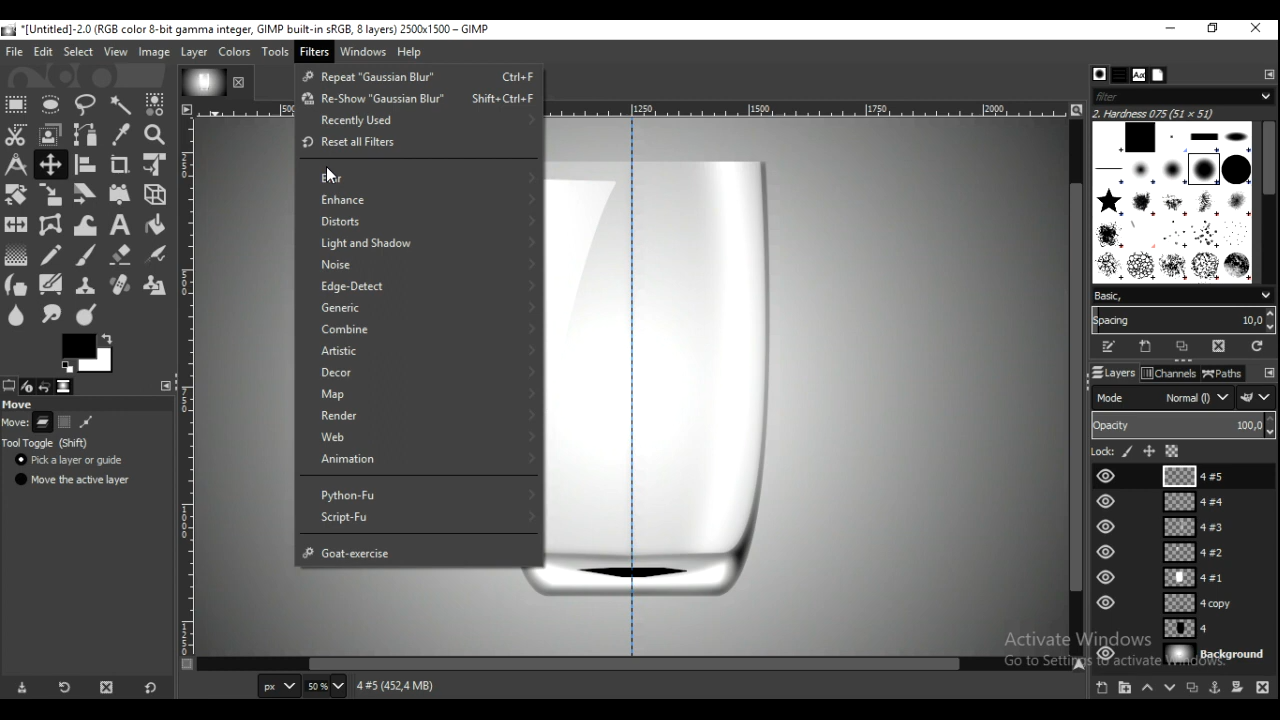 *[Untitled]-2.0 (RGB color 8-bit gamma integer, GIMP built-in sRGB, 8 layers) 2500x1500 – GIMP
File Edit Select View Image Layer Colors Tools Filters Windows Help
Repeat "Gaussian Blur" Ctrl+F
Re-Show "Gaussian Blur" Shift+Ctrl+F
Recently Used
Reset all Filters
Enhance
Distorts
Light and Shadow
Noise
Edge-Detect
Generic
Combine
Artistic
Decor
Map
Render
Web
Animation
Python-Fu
Script-Fu
Goat-exercise
1250 1500 1750 2000
250
500
750
1000
1250
Move
Move:
Tool Toggle (Shift)
Pick a layer or guide
Move the active layer
px 50 % 4 #5 (452,4 MB)
filter
2. Hardness 075 (51 × 51)
Basic,
Spacing 10,0
Layers Channels Paths
Mode Normal (l)
Opacity 100,0
Lock:
4 #5
4 #4
4 #3
4 #2
4 #1
4 copy
4
Background
Activate Windows
Go to Settings to activate Windows.